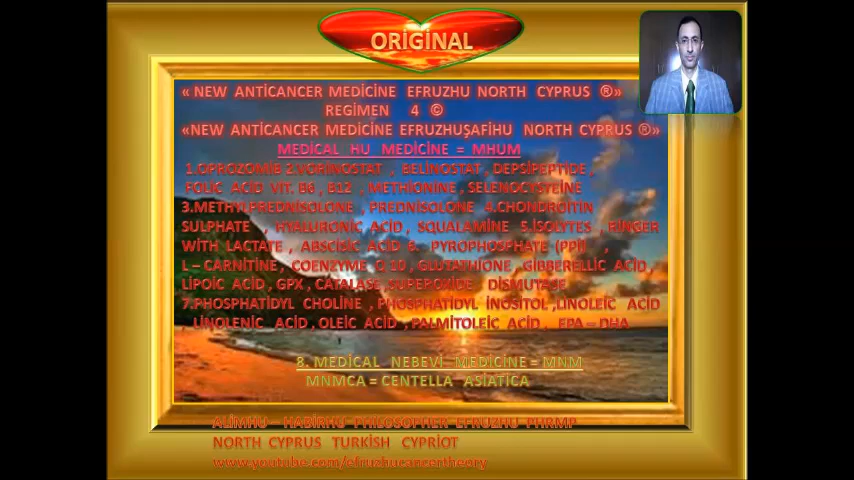 ORİGİNAL
« NEW ANTİCANCER MEDİCİNE EFRUZHU NORTH CYPRUS ®»
REGİMEN 4 ©
«NEW ANTİCANCER MEDİCİNE EFRUZHUŞAFİHU NORTH CYPRUS ®»
MEDİCAL HU MEDİCİNE = MHUM
1.OPROZOMİB 2.VORİNOSTAT , BELİNOSTAT , DEPSİPEPTİDE ,
FOLİC ACİD VİT. B6 , B12 , METHİONİNE , SELENOCYSTEİNE
3.METHYLPREDNİSOLONE , PREDNİSOLONE 4.CHONDROİTİN
SULPHATE , HYALURONİC ACİD , SQUALAMİNE 5.İSOLYTES , RİNGER
WİTH LACTATE , ABSCİSİC ACİD 6. PYROPHOSPHATE (PPİ) ,
L – CARNİTİNE , COENZYME Q 10 , GLUTATHİONE , GİBBERELLİC ACİD ,
LİPOİC ACİD , GPX , CATALASE ,SUPEROXİDE DİSMUTASE
7.PHOSPHATİDYL CHOLİNE , PHOSPHATİDYL İNOSİTOL ,LİNOLEİC ACİD
, LİNOLENİC ACİD , OLEİC ACİD , PALMİTOLEİC ACİD , EPA – DHA
8. MEDİCAL NEBEVİ MEDİCİNE = MNM
MNMCA = CENTELLA ASİATİCA
ALİMHU – HABİRHU PHİLOSOPHER EFRUZHU PHRMP
NORTH CYPRUS TURKİSH CYPRİOT
www.youtube.com/efruzhucancertheory